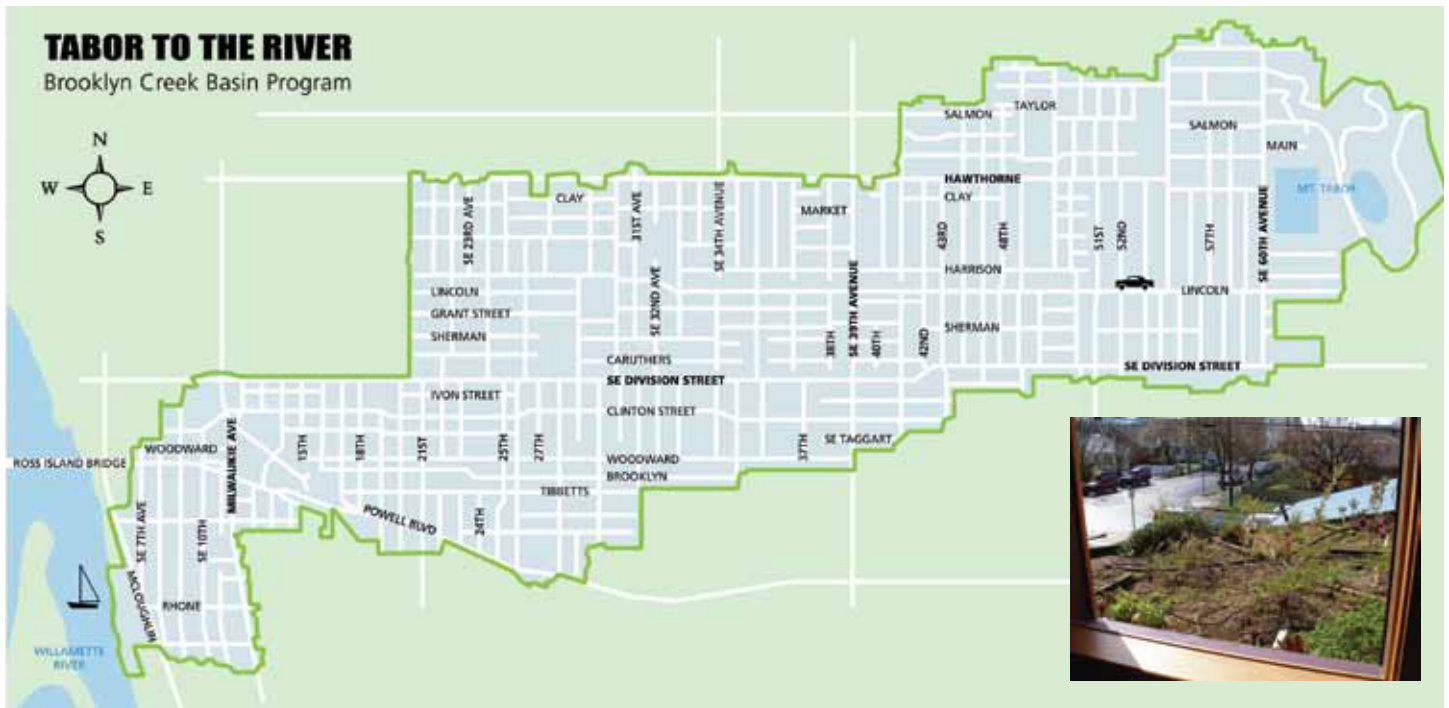 TABOR TO THE RIVER
Brooklyn Creek Basin Program
N
W
E
S
SALMON
TAYLOR
SALMON
MAIN
HAWTHORNE
CLAY
MT. TABOR
CLAY
MARKET
SE 23RD AVE
31ST AVE
SE 34TH AVENUE
43RD
48TH
51ST
52ND
57TH
SE 60TH AVENUE
HARRISON
LINCOLN
LINCOLN
GRANT STREET
SHERMAN
SE 32ND AVE
38TH
SE 39TH AVENUE
40TH
42ND
SHERMAN
CARUTHERS
SE DIVISION STREET
SE DIVISION STREET
IVON STREET
CLINTON STREET
SE TAGGART
WOODWARD
MILWAUKIE AVE
15TH
18TH
21ST
25TH
27TH
37TH
ROSS ISLAND BRIDGE
WOODWARD
BROOKLYN
TIBBETTS
POWELL BLVD
24TH
SE 7TH AVE
SE 10TH
MCLOUGHLIN
RHONE
WILLAMETTE
RIVER